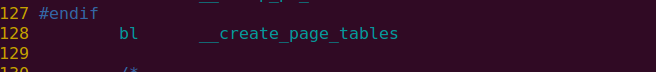 127 #endif
128 bl __create_page_tables
129
130 /*